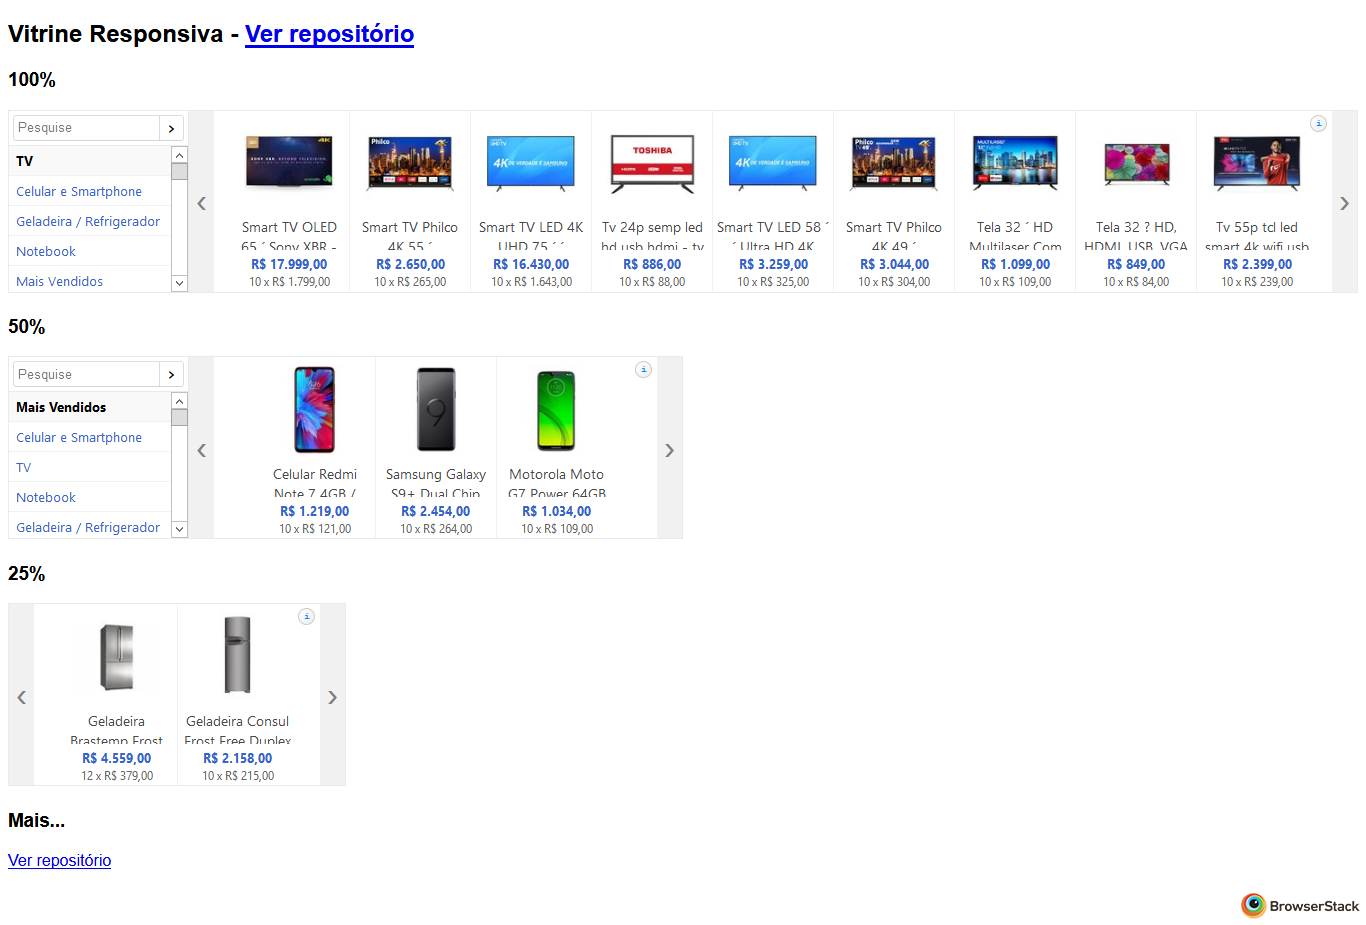 Vitrine Responsiva - Ver repositório
100%
Pesquise
TV
Celular e Smartphone
Geladeira / Refrigerador
Notebook
Mais Vendidos
Smart TV OLED
65 ´ Sony XBR -
R$ 17.999,00
10 x R$ 1.799,00
Smart TV Philco
4K 55 ´
R$ 2.650,00
10 x R$ 265,00
Smart TV LED 4K
UHD 75 ´ ´
R$ 16.430,00
10 x R$ 1.643,00
TOSHIBA
Tv 24p semp led
hd usb hdmi - tv
R$ 886,00
10 x R$ 88,00
4K DE VERDADE É SAMSUNG
Smart TV LED 58 ´
´ Ultra HD 4K
R$ 3.259,00
10 x R$ 325,00
Smart TV Philco
4K 49 ´
R$ 3.044,00
10 x R$ 304,00
Tela 32 ´ HD
Multilaser Com
R$ 1.099,00
10 x R$ 109,00
Tela 32 ? HD,
HDMI, USB, VGA
R$ 849,00
10 x R$ 84,00
Tv 55p tcl led
smart 4k wifi usb
R$ 2.399,00
10 x R$ 239,00
50%
Pesquise
Mais Vendidos
Celular e Smartphone
TV
Notebook
Geladeira / Refrigerador
Celular Redmi
Note 7 4GB /
R$ 1.219,00
10 x R$ 121,00
Samsung Galaxy
S9+ Dual Chip
R$ 2.454,00
10 x R$ 264,00
Motorola Moto
G7 Power 64GB
R$ 1.034,00
10 x R$ 109,00
25%
Geladeira
Brastemp Frost
R$ 4.559,00
12 x R$ 379,00
Geladeira Consul
Frost Free Duplex
R$ 2.158,00
10 x R$ 215,00
Mais...
Ver repositório
BrowserStack